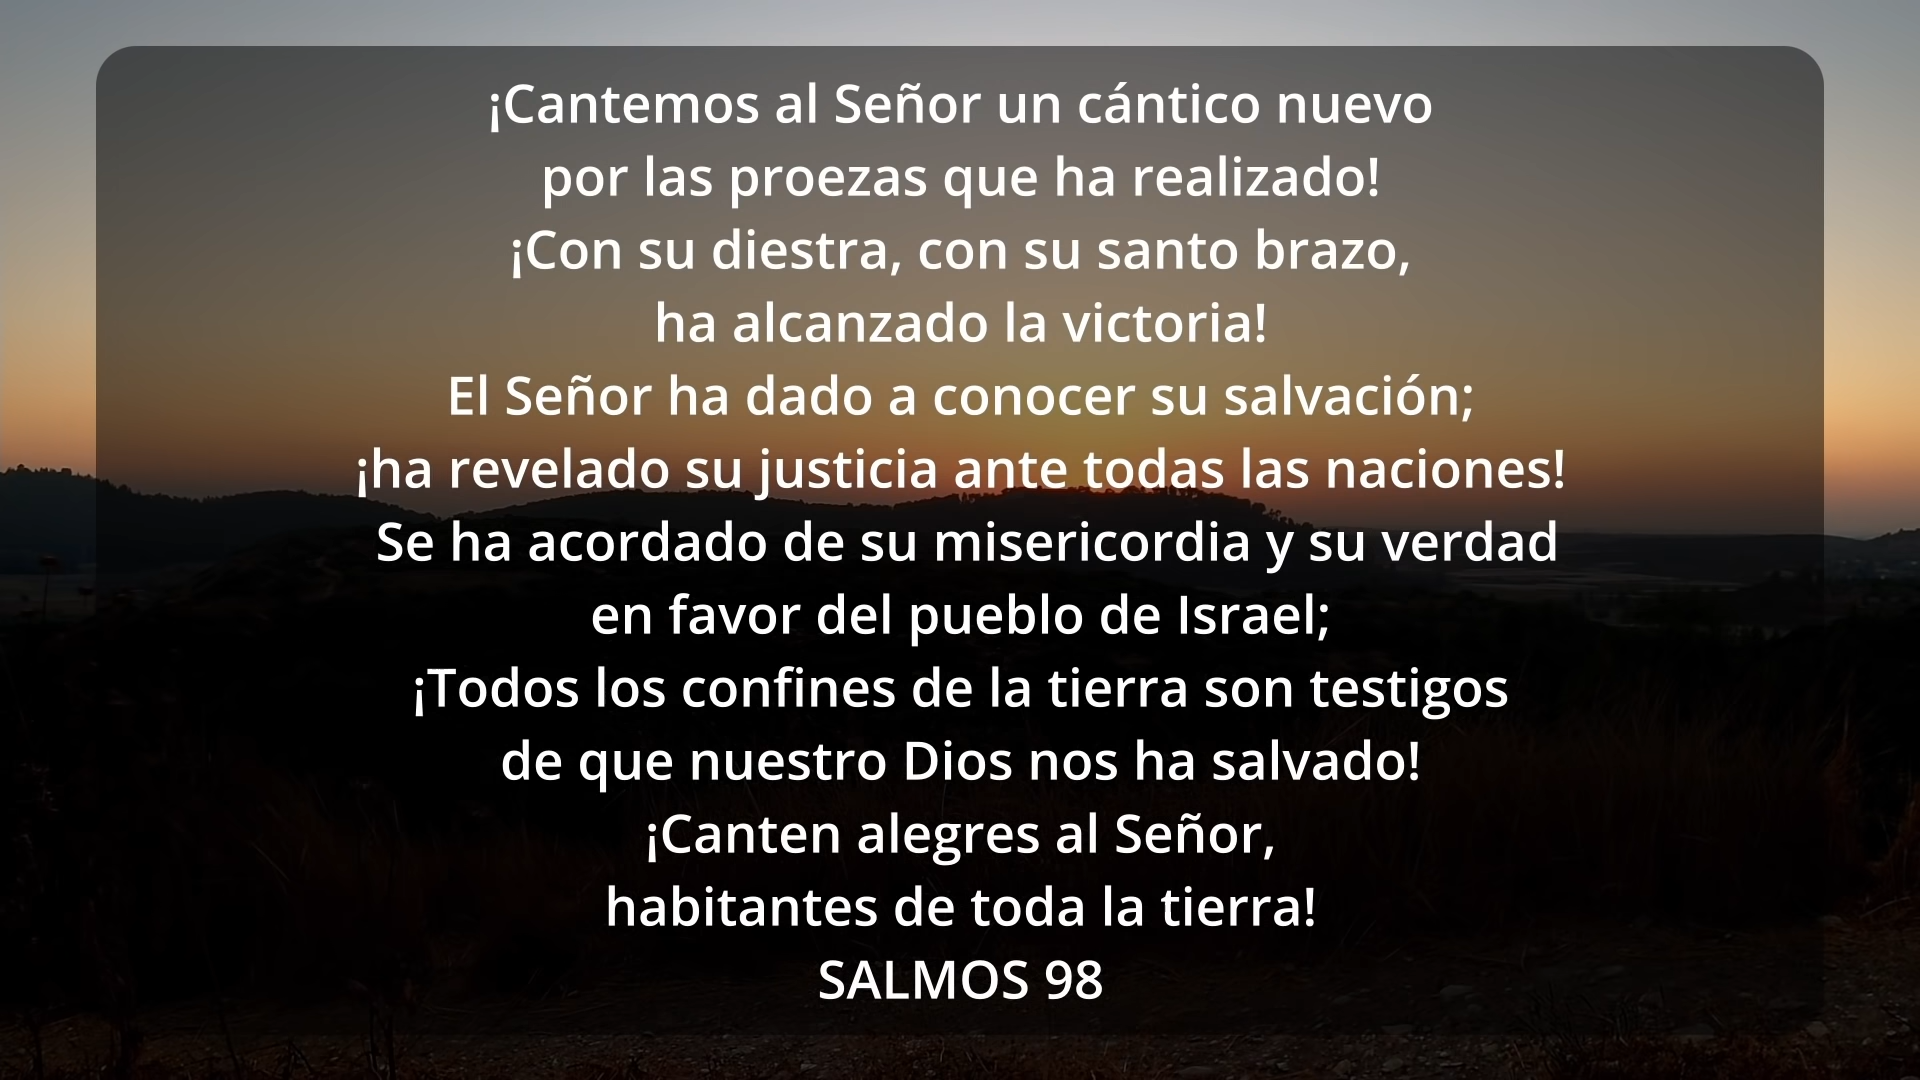 ¡Cantemos al Señor un cántico nuevo
por las proezas que ha realizado!
¡Con su diestra, con su santo brazo,
ha alcanzado la victoria!
El Señor ha dado a conocer su salvación;
¡ha revelado su justicia ante todas las naciones!
Se ha acordado de su misericordia y su verdad
en favor del pueblo de Israel;
¡Todos los confines de la tierra son testigos
de que nuestro Dios nos ha salvado!
¡Canten alegres al Señor,
habitantes de toda la tierra!
SALMOS 98